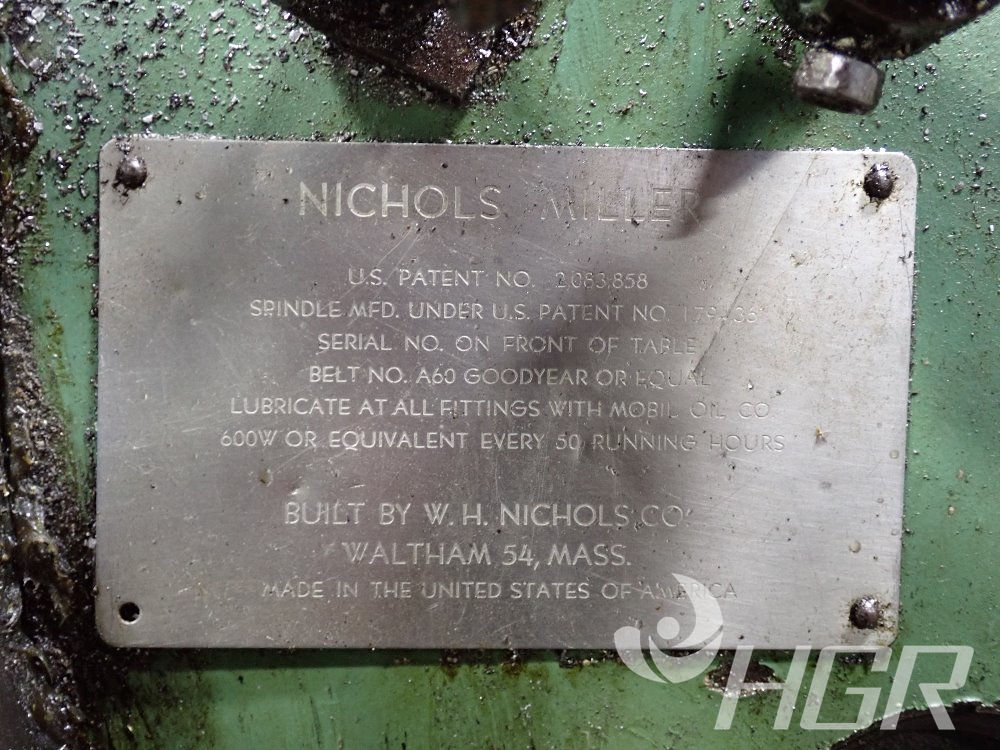 NICHOLS MILLER
U.S. PATENT NO. 2,083,858
SPINDLE MFD. UNDER U.S. PATENT NO.
SERIAL NO. ON FRONT OF TABLE
BELT NO. A60 GOODYEAR OR EQUAL
LUBRICATE AT ALL FITTINGS WITH MOBIL OIL CO.
600W OR EQUIVALENT EVERY 50 RUNNING HOURS
BUILT BY W. H. NICHOLS CO.
WALTHAM 54, MASS.
MADE IN THE UNITED STATES OF AMERICA
HGR